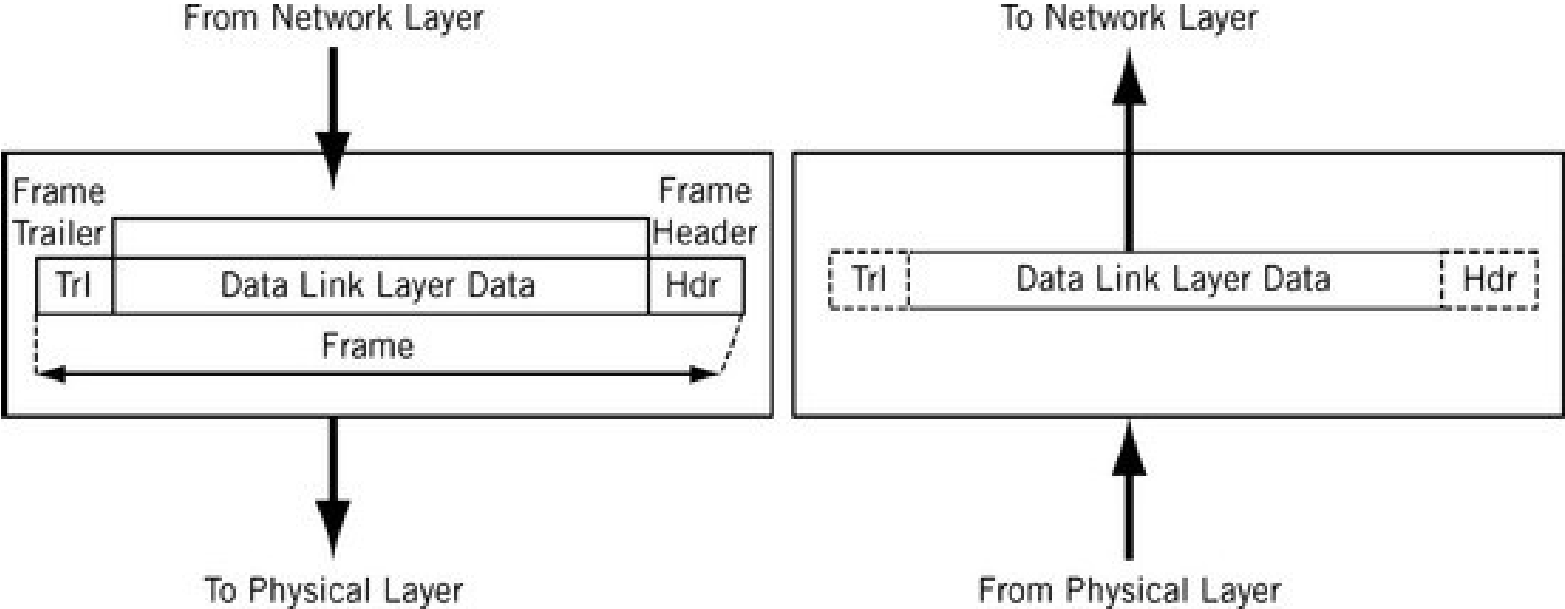 From Network Layer
To Network Layer
Frame
Trailer
Frame
Header
Trl
Data Link Layer Data
Hdr
Frame
To Physical Layer
Trl
Data Link Layer Data
Hdr
From Physical Layer